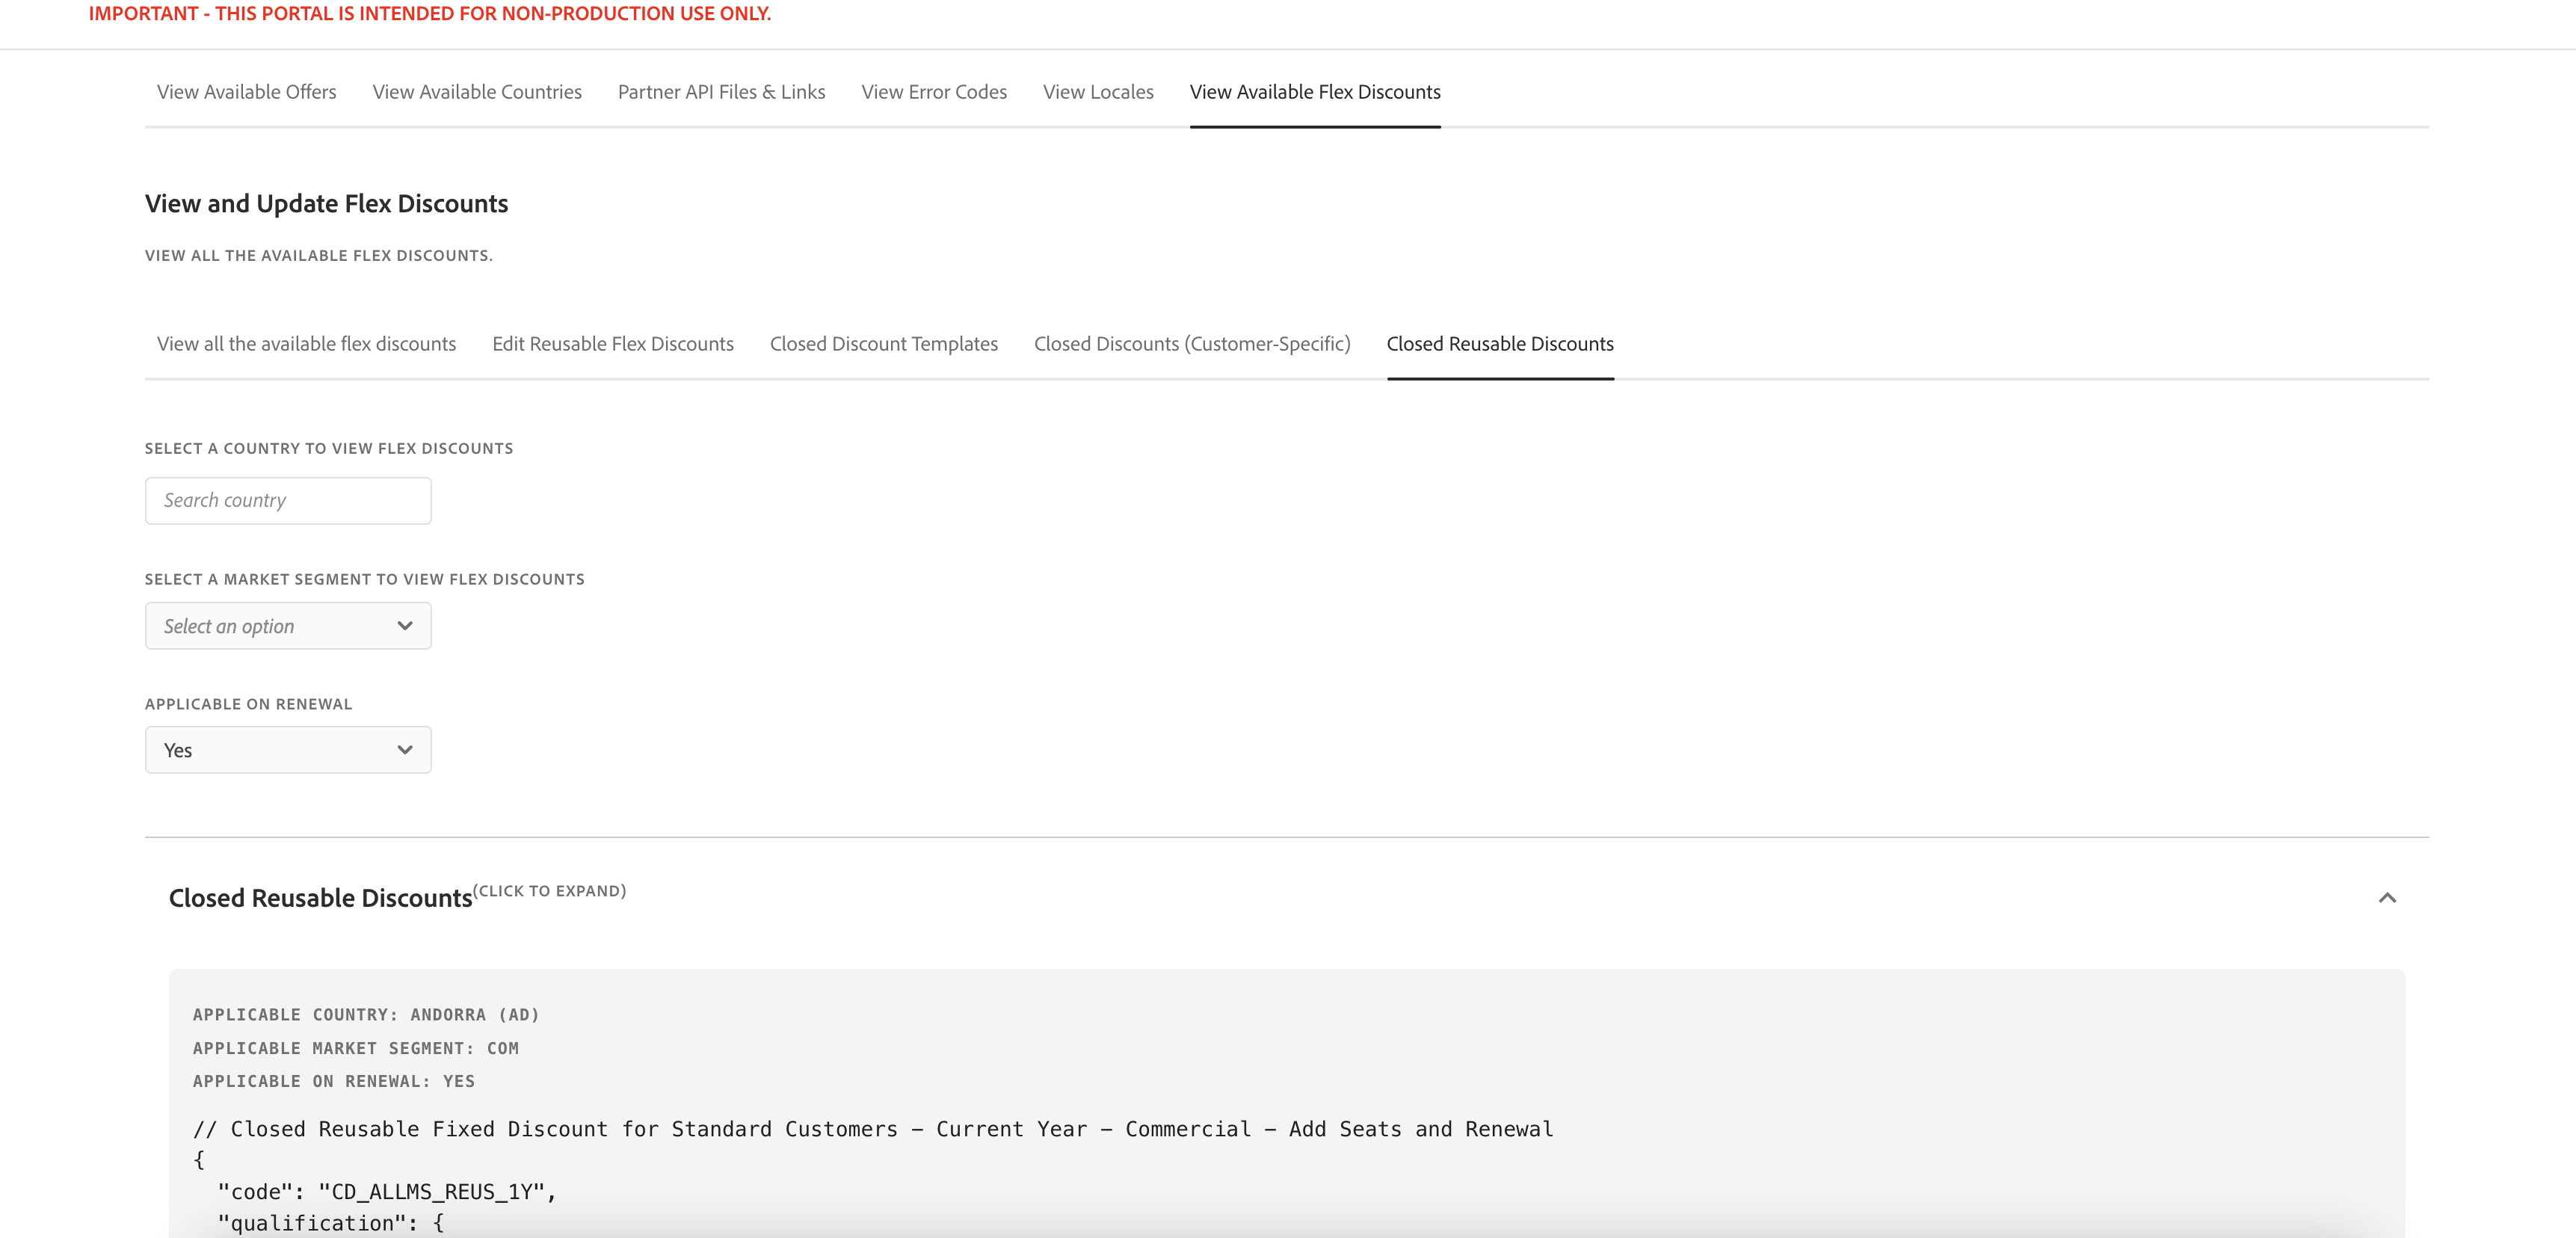 IMPORTANT - THIS PORTAL IS INTENDED FOR NON-PRODUCTION USE ONLY.
View Available Offers View Available Countries Partner API Files & Links View Error Codes View Locales View Available Flex Discounts
View and Update Flex Discounts
VIEW ALL THE AVAILABLE FLEX DISCOUNTS.
View all the available flex discounts Edit Reusable Flex Discounts Closed Discount Templates Closed Discounts (Customer-Specific) Closed Reusable Discounts
SELECT A COUNTRY TO VIEW FLEX DISCOUNTS
Search country
SELECT A MARKET SEGMENT TO VIEW FLEX DISCOUNTS
Select an option
APPLICABLE ON RENEWAL
Yes
Closed Reusable Discounts (CLICK TO EXPAND)
APPLICABLE COUNTRY: ANDORRA (AD)
APPLICABLE MARKET SEGMENT: COM
APPLICABLE ON RENEWAL: YES
// Closed Reusable Fixed Discount for Standard Customers – Current Year – Commercial – Add Seats and Renewal
{
"code": "CD_ALLMS_REUS_1Y",
"qualification": {